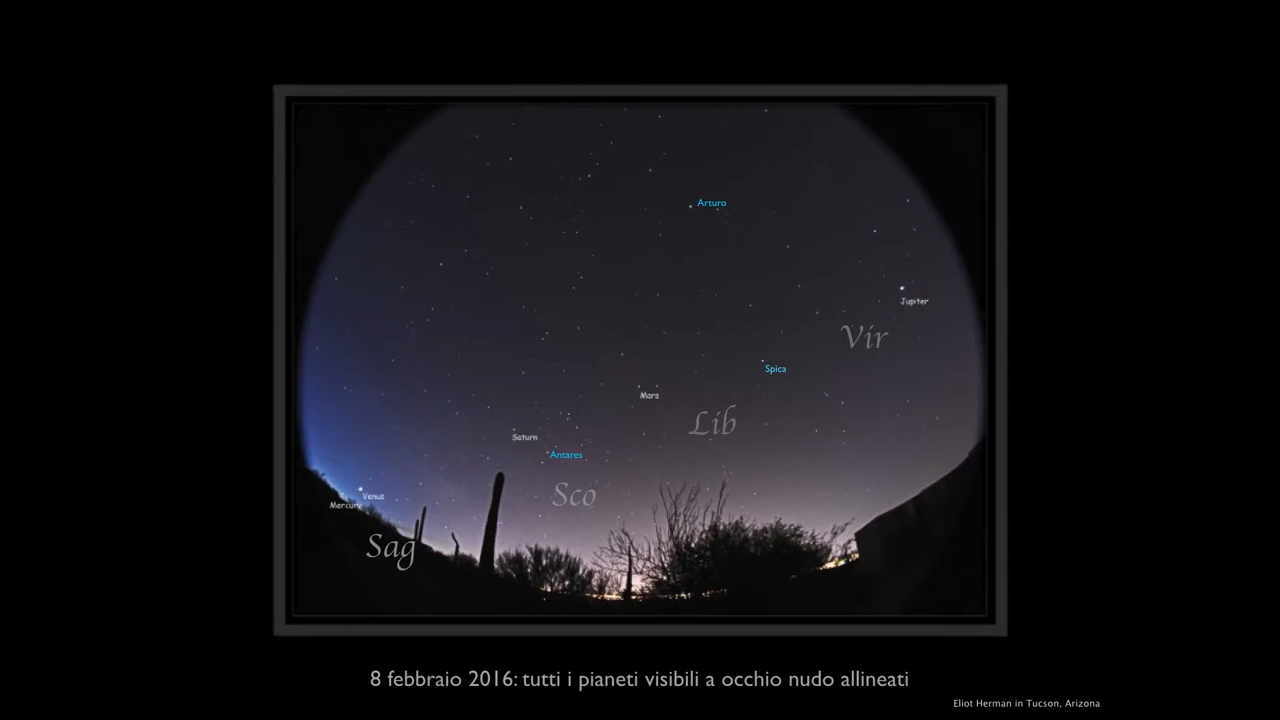 Arturo
Jupiter
Vir
Spica
Mars
Lib
Saturn
Antares
Sco
Venus
Mercury
Sag
8 febbraio 2016: tutti i pianeti visibili a occhio nudo allineati
Eliot Herman in Tucson, Arizona